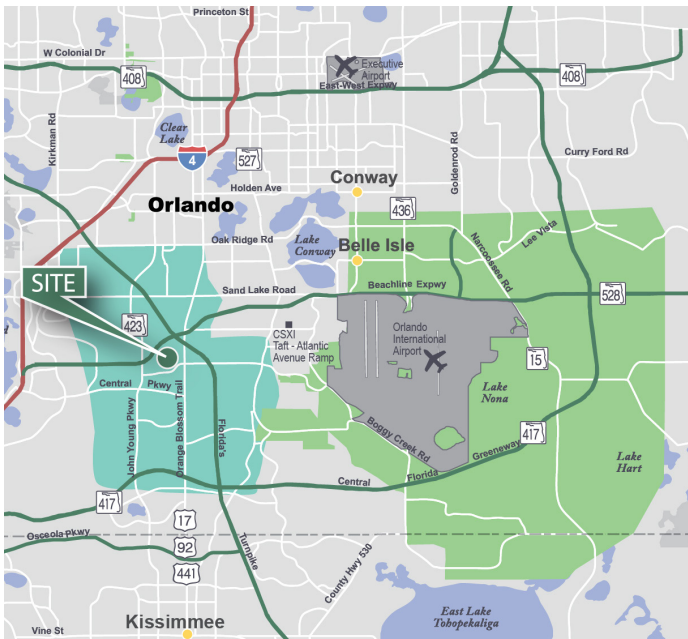 Princeton St
W Colonial Dr
408
Executive
Airport
East-West Expwy
408
Kirkman Rd
Clear
Lake
4
527
Goldenrod Rd
Curry Ford Rd
Holden Ave
Conway
Orlando
436
Oak Ridge Rd
Lake
Conway
Belle Isle
Narcoossee Rd
Lee Vista
SITE
Sand Lake Road
Beachline Expwy
528
423
CSXI
Taft - Atlantic
Avenue Ramp
Orlando
International
Airport
15
Central Pkwy
John Young Pkwy
Orange Blossom Trail
Florida's
Lake
Nona
Boggy Creek Rd
417
Lake
Hart
Central Florida Greeneway
417
17
Osceola Pkwy
92
441
Turnpike
County Hwy 530
East Lake
Tohopekaliga
Kissimmee
Vine St